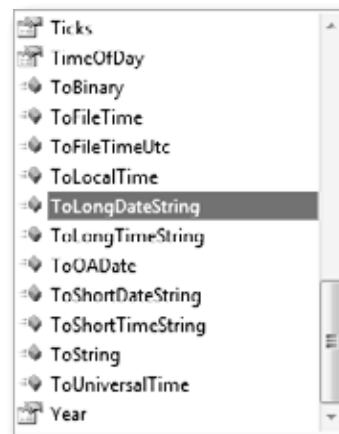 Ticks
TimeOfDay
ToBinary
ToFileTime
ToFileTimeUtc
ToLocalTime
ToLongDateString
ToLongTimeString
ToOADate
ToShortDateString
ToShortTimeString
ToString
ToUniversalTime
Year